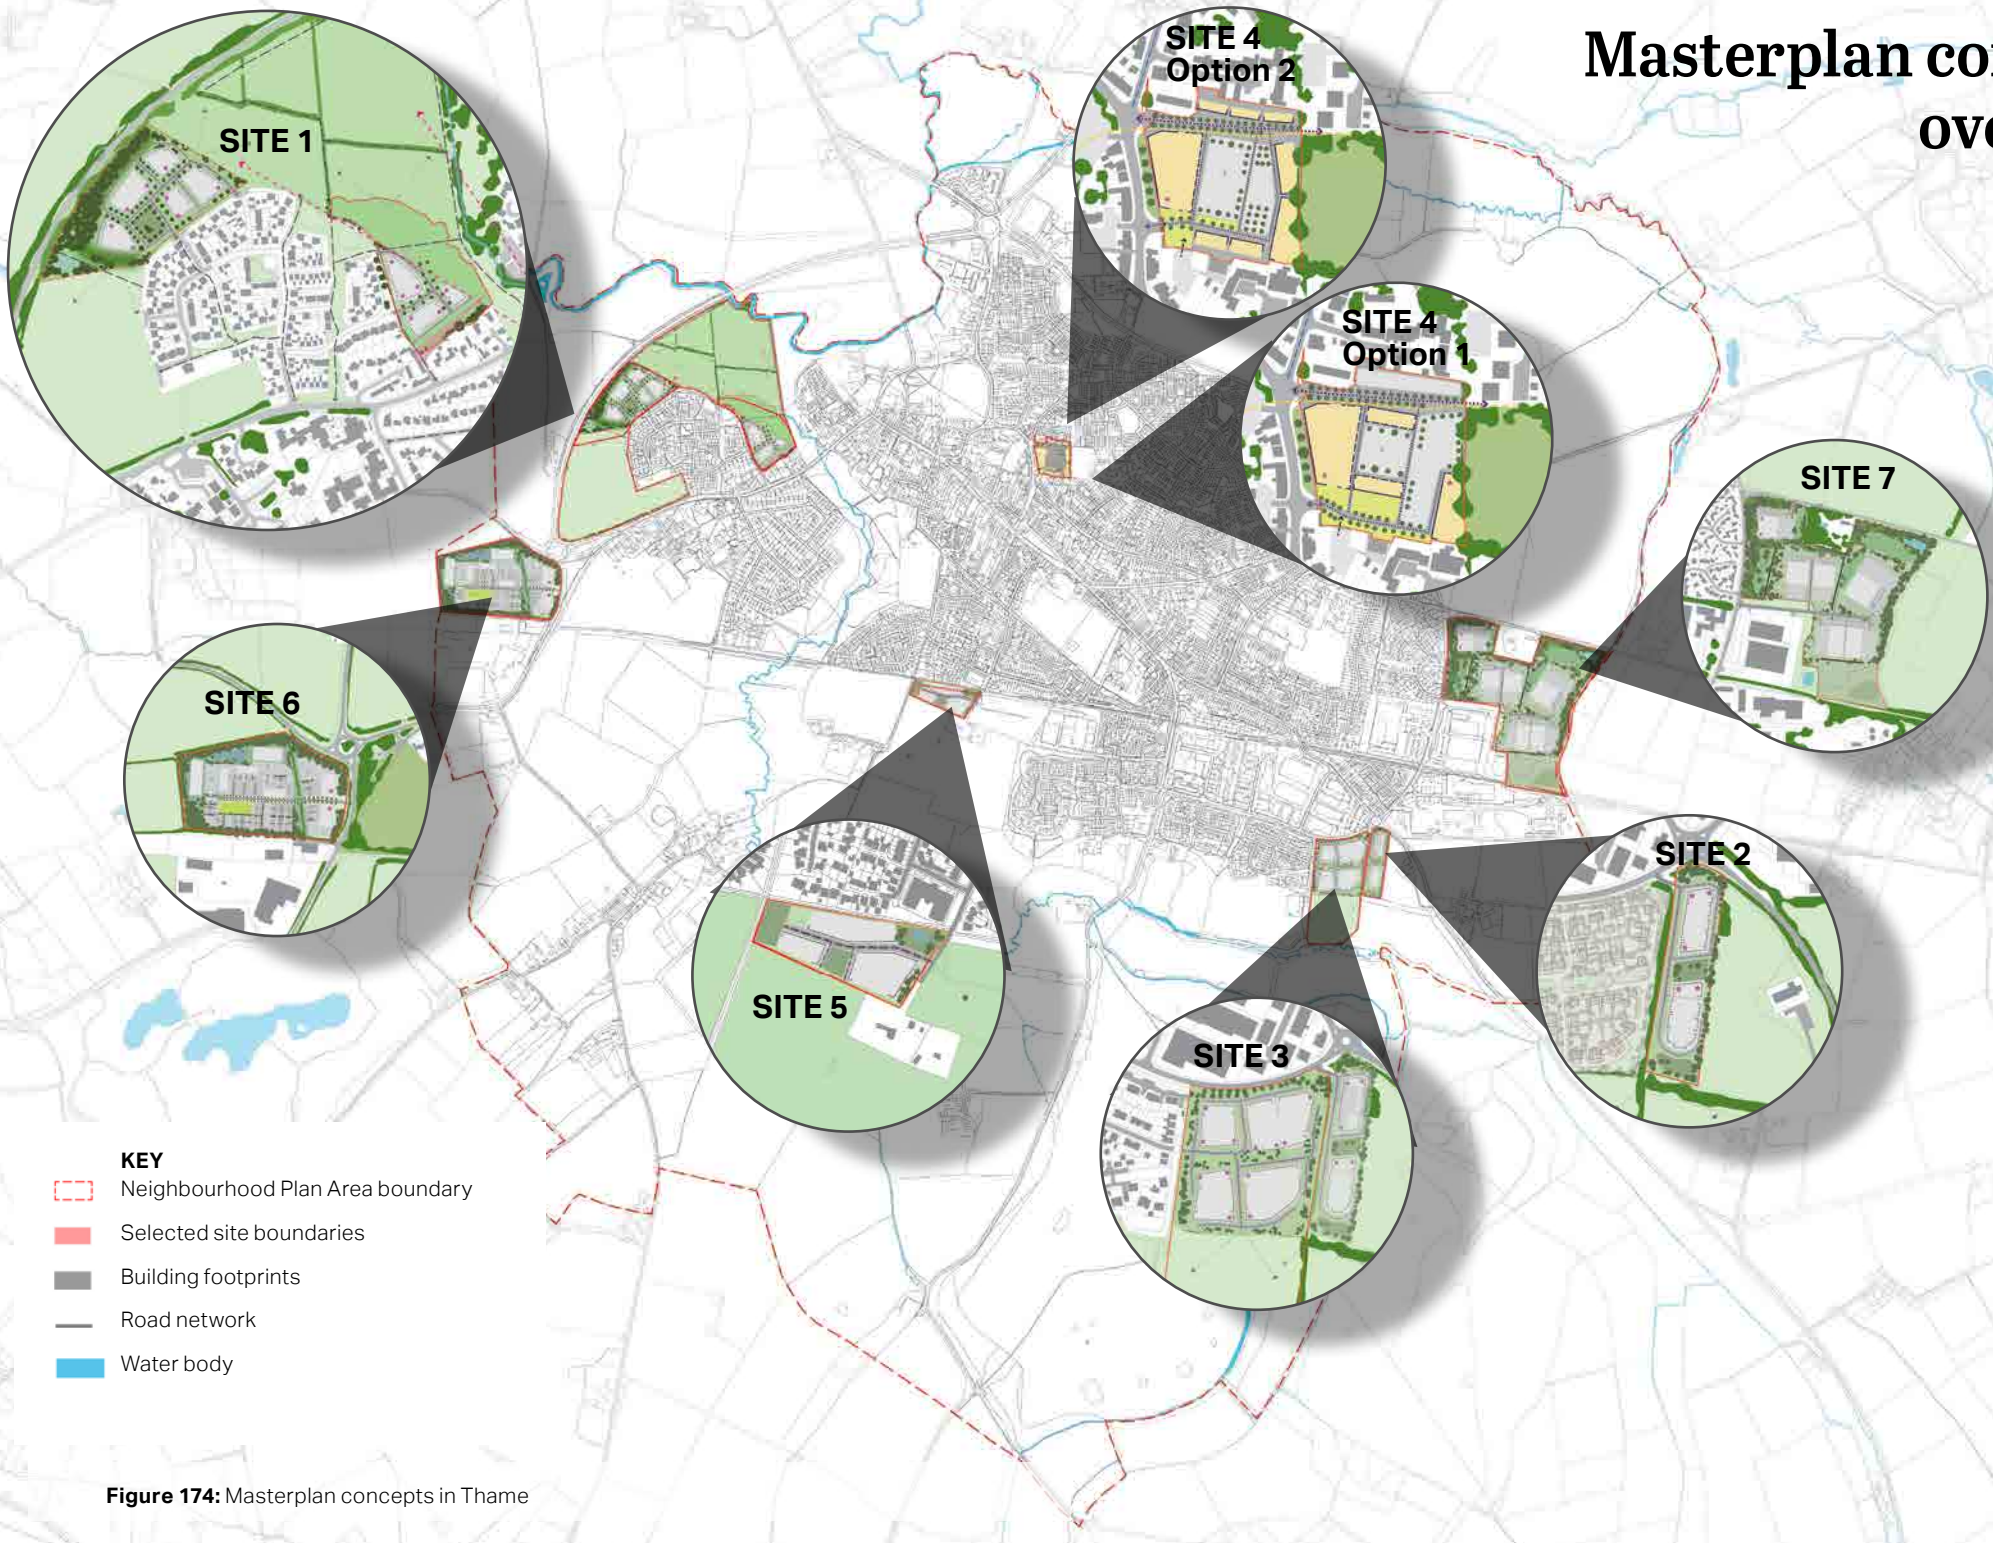 Masterplan
SITE 4
Option 2
SITE 1
SITE 4
Option 1
SITE 7
SITE 6
SITE 2
SITE 5
SITE 3
KEY
Neighbourhood Plan Area boundary
Selected site boundaries
Building footprints
Road network
Water body
Figure 174: Masterplan concepts in Thame